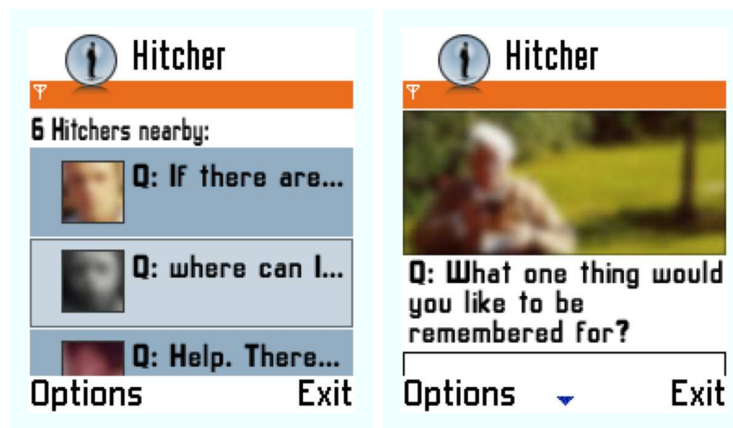 Hitcher
6 Hitchers nearby:
Q: If there are...
Q: where can I...
Q: Help. There...
Options Exit
Hitcher
Q: What one thing would
you like to be
remembered for?
Options Exit